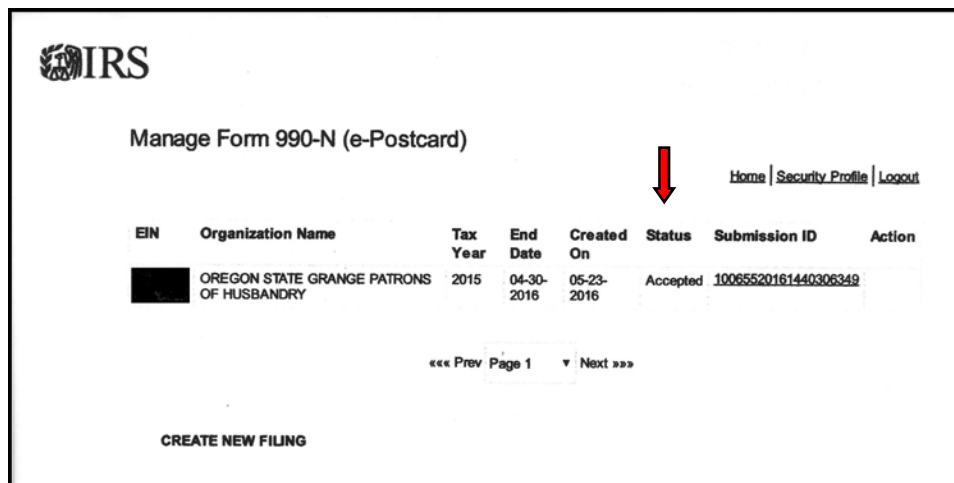 IRS
Manage Form 990-N (e-Postcard)
Home | Security Profile | Logout
EIN Organization Name Tax Year End Date Created On Status Submission ID Action
OREGON STATE GRANGE PATRONS OF HUSBANDRY 2015 04-30-2016 05-23-2016 Accepted 10065520161440306349
««« Prev Page 1 ▼ Next »»»
CREATE NEW FILING